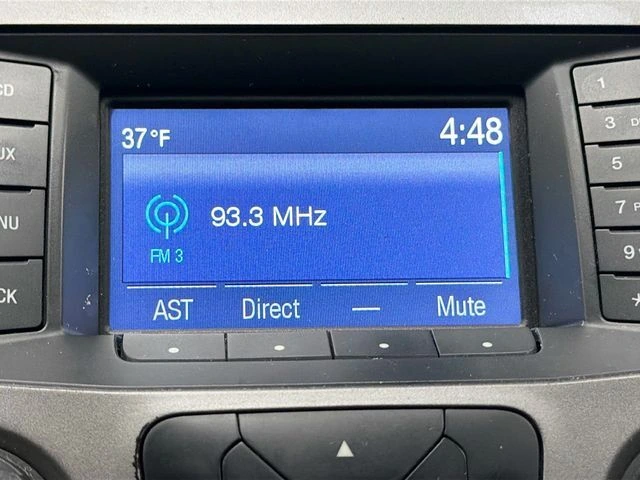 CD
UX
NU
CK
37 °F
4:48
93.3 MHz
FM 3
AST Direct — Mute
1
3 D
5
7 P
9
*